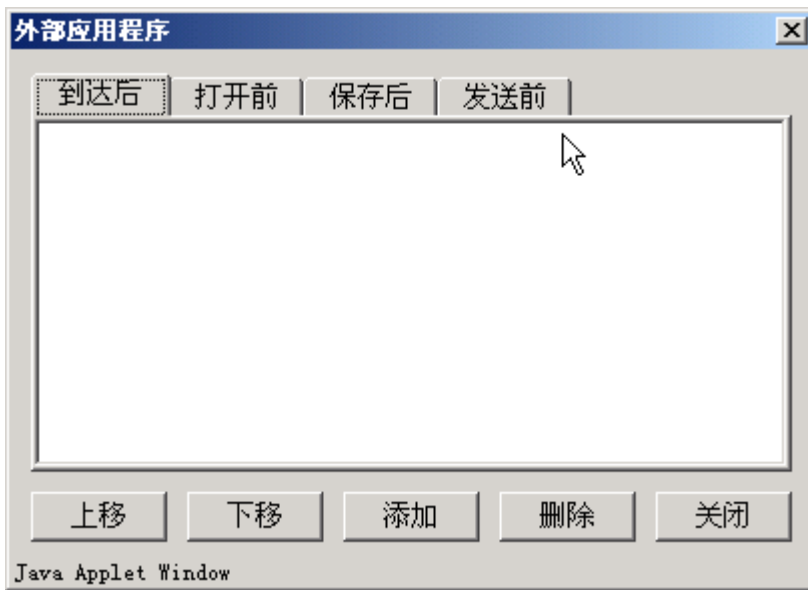 外部应用程序
到达后 打开前 保存后 发送前
上移 下移 添加 删除 关闭
Java Applet Window